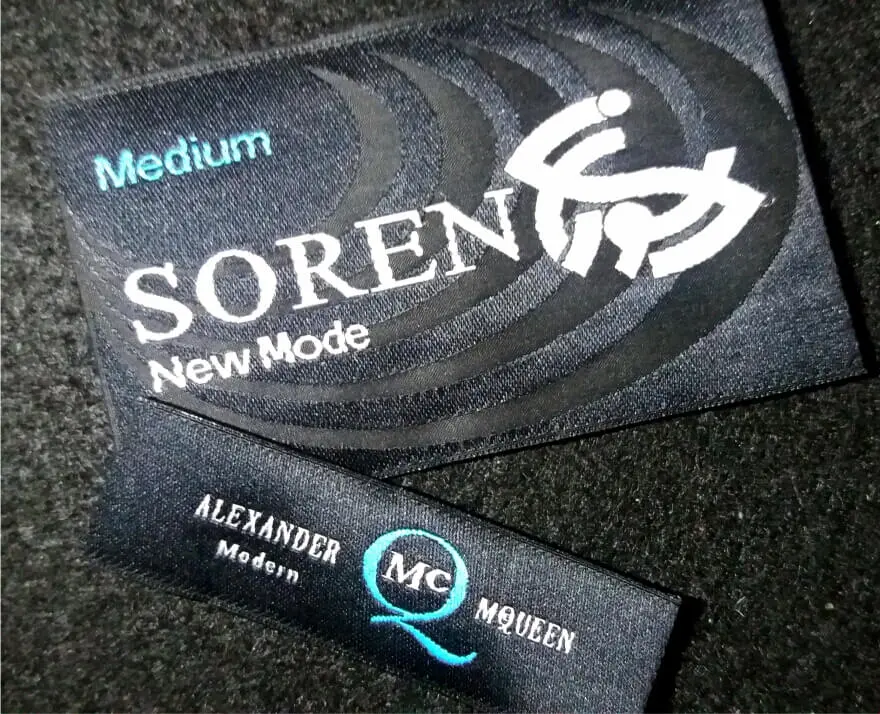 Medium
SOREN
New Mode
ALEXANDER
Modern
MC
Q
MQUEEN